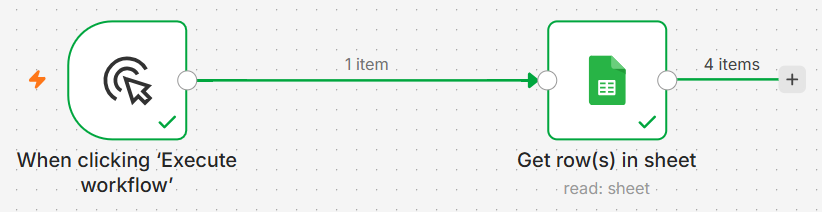 1 item
4 items
When clicking ‘Execute
workflow’
Get row(s) in sheet
read: sheet